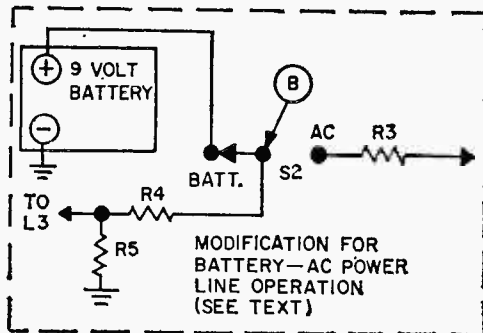 + 9 VOLT
BATTERY
−
B
AC
R3
BATT.
S2
TO
L3
R4
R5
MODIFICATION FOR
BATTERY—AC POWER
LINE OPERATION
(SEE TEXT)